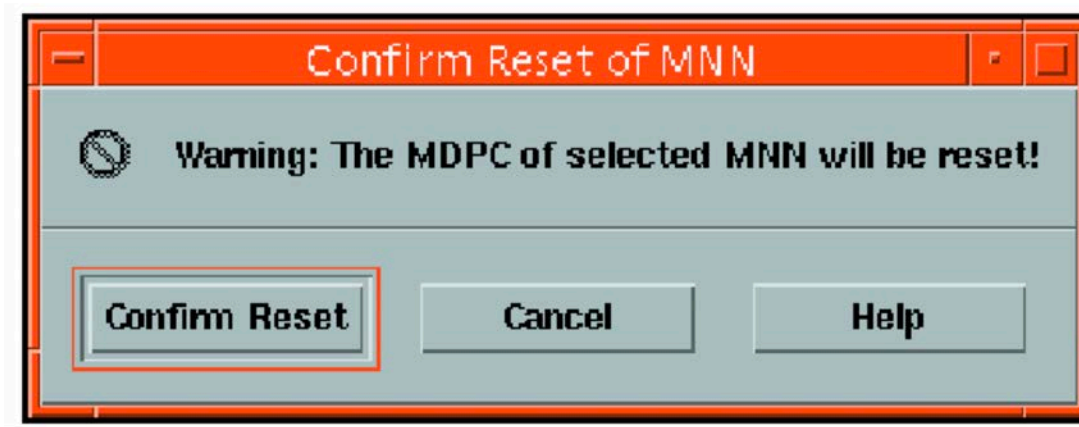 Confirm Reset of MNN
Warning: The MDPC of selected MNN will be reset!
Confirm Reset Cancel Help